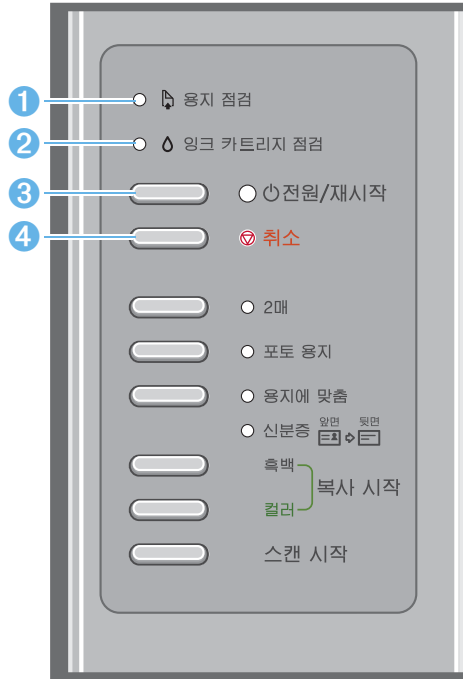 1 용지 점검
2 잉크 카트리지 점검
3 전원/재시작
4 취소
2매
포토 용지
용지에 맞춤
앞면 뒷면
신분증
흑백
복사 시작
컬러
스캔 시작